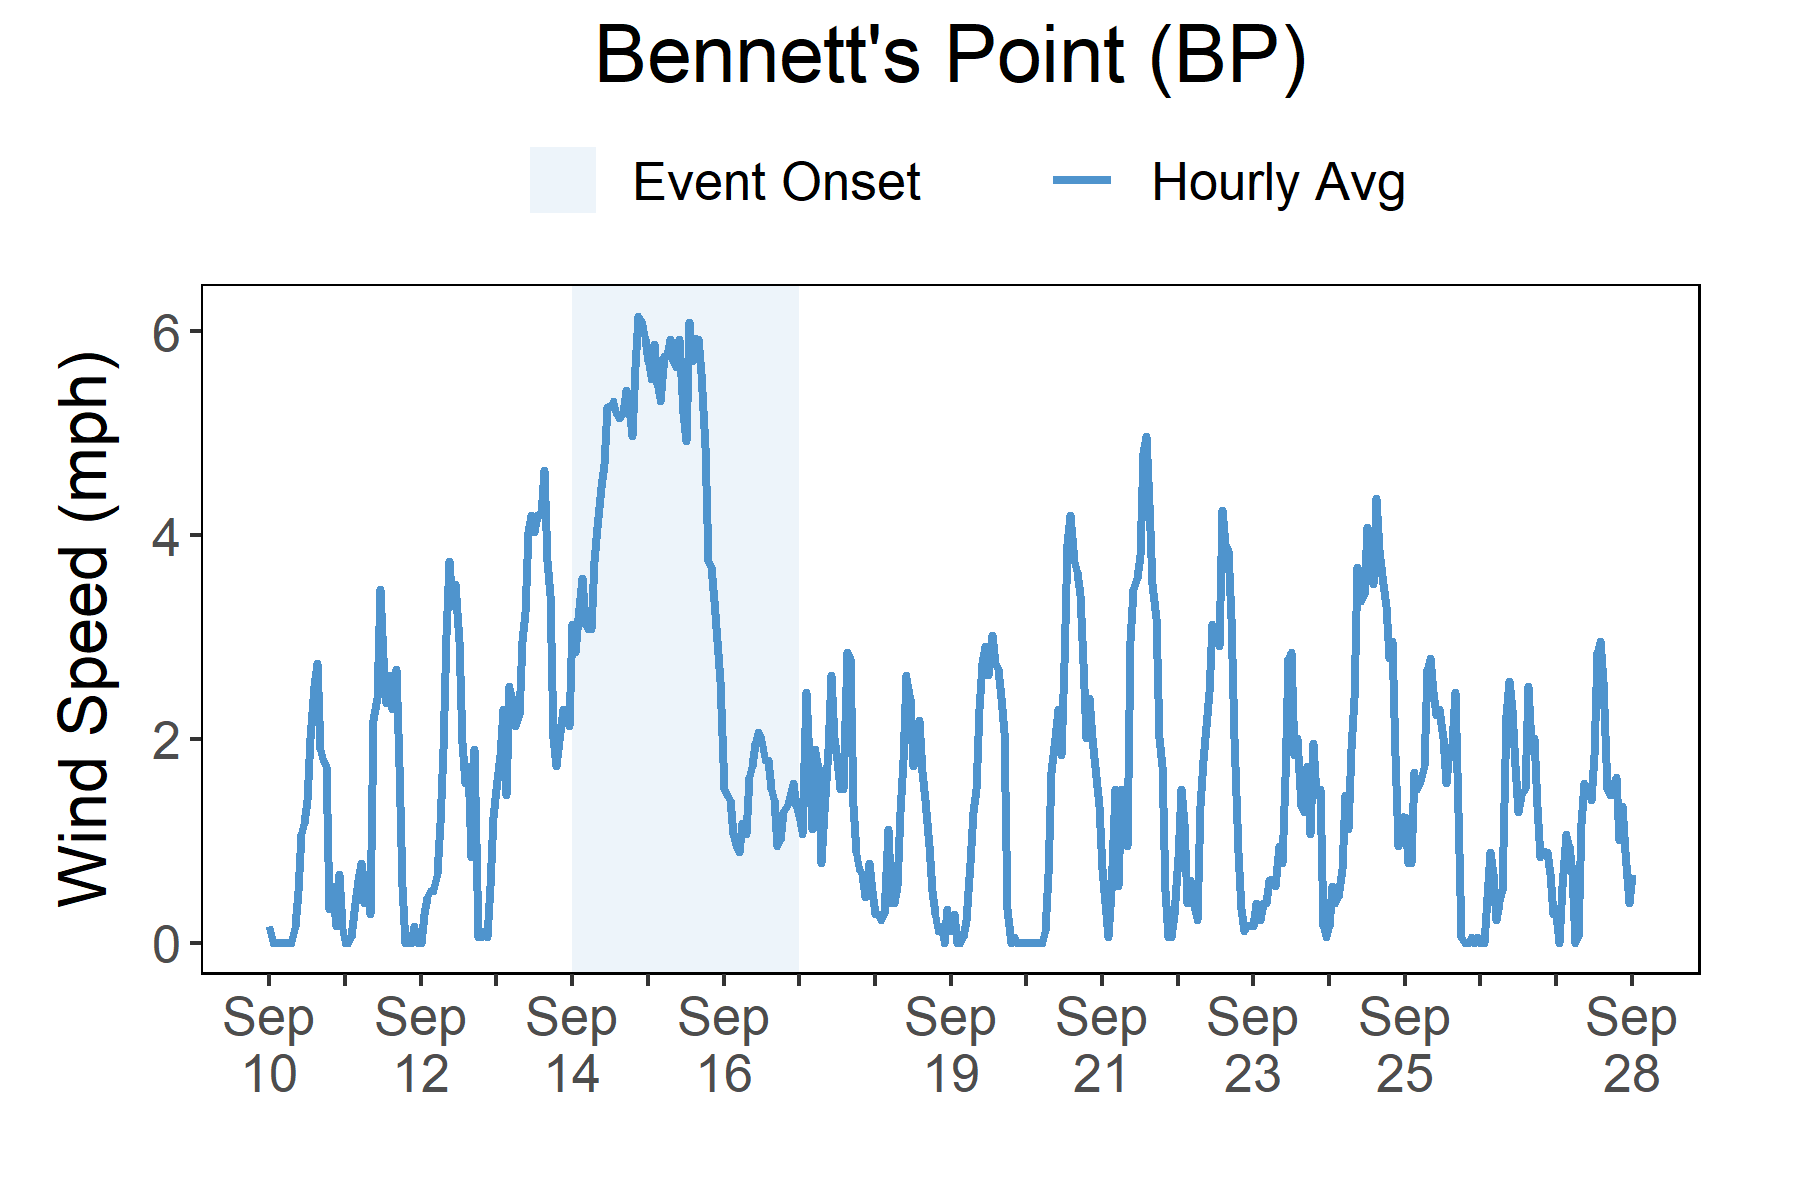 Bennett's Point (BP)
Event Onset Hourly Avg
Wind Speed (mph)
6
4
2
0
Sep Sep Sep Sep Sep Sep Sep Sep Sep
10 12 14 16 19 21 23 25 28